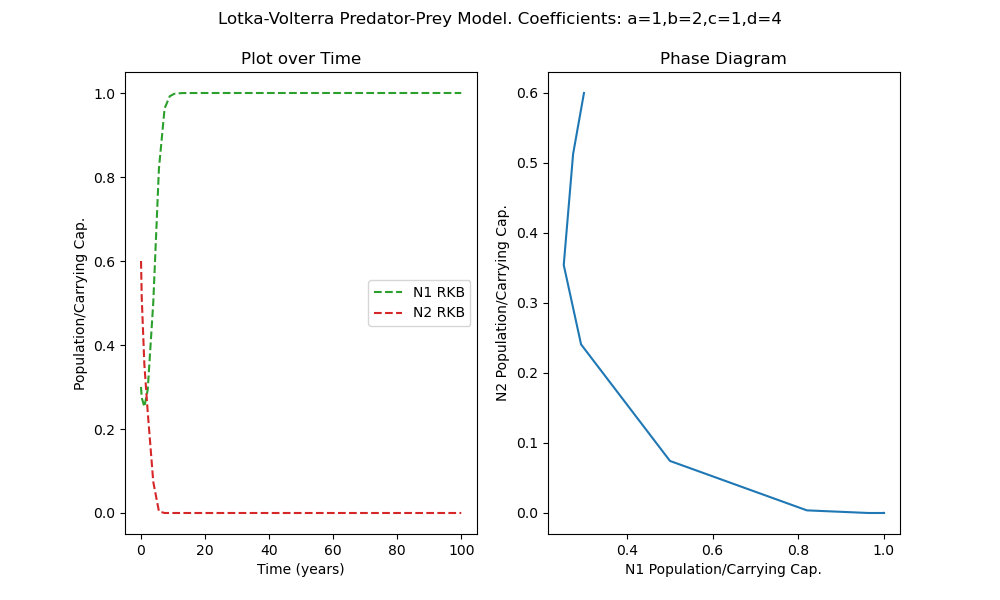 Lotka-Volterra Predator-Prey Model. Coefficients: a=1,b=2,c=1,d=4
Plot over Time
1.0
0.8
0.6
0.4
0.2
0.0
Population/Carrying Cap.
N1 RKB
N2 RKB
0
20
40
60
80
100
Time (years)
Phase Diagram
0.6
0.5
0.4
0.3
0.2
0.1
0.0
N2 Population/Carrying Cap.
0.4
0.6
0.8
1.0
N1 Population/Carrying Cap.